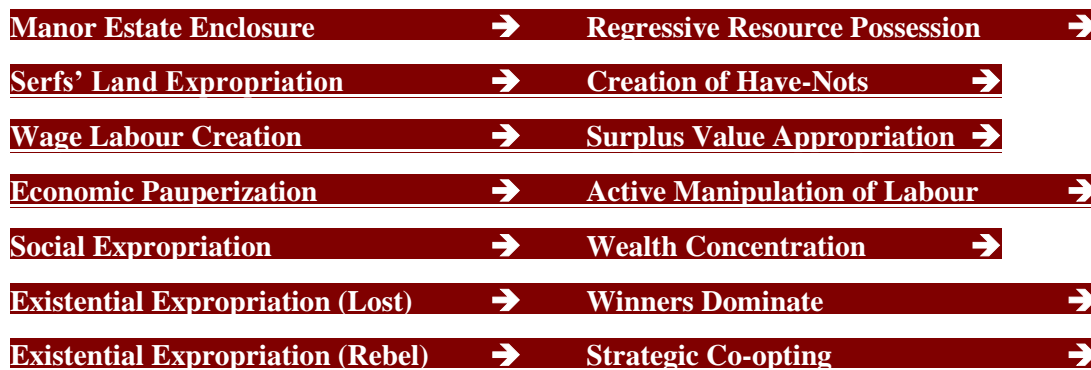 Manor Estate Enclosure ➔ Regressive Resource Possession ➔
Serfs’ Land Expropriation ➔ Creation of Have-Nots ➔
Wage Labour Creation ➔ Surplus Value Appropriation ➔
Economic Pauperization ➔ Active Manipulation of Labour ➔
Social Expropriation ➔ Wealth Concentration ➔
Existential Expropriation (Lost) ➔ Winners Dominate ➔
Existential Expropriation (Rebel) ➔ Strategic Co-opting ➔